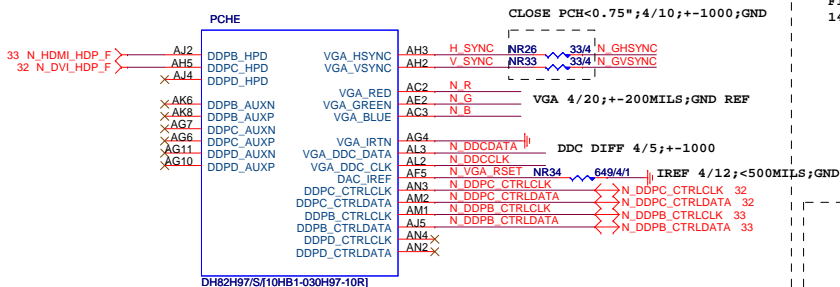 PCHE
CLOSE PCH<0.75";4/10;+-1000;GND
33 N_HDMI_HDP_F AJ2 DDPB_HPD
32 N_DVI_HDP_F AH5 DDPC_HPD
AJ4 DDPD_HPD
AK6 DDPB_AUXN
AK8 DDPB_AUXP
AG7 DDPC_AUXN
AG6 DDPC_AUXP
AG11 DDPD_AUXN
AG10 DDPD_AUXP
VGA_HSYNC AH3 H_SYNC NR26 33/4 N_GHSYNC
VGA_VSYNC AH2 V_SYNC NR33 33/4 N_GVSYNC
VGA_RED AC2 N_R
VGA_GREEN AE2 N_G
VGA_BLUE AC3 N_B
VGA 4/20;+-200MILS;GND REF
VGA_IRTN AG4
VGA_DDC_DATA AL3 N_DDCDATA
VGA_DDC_CLK AL2 N_DDCCLK
DDC DIFF 4/5;+-1000
DAC_IREF AF5 N_VGA_RSET NR34 649/4/1 IREF 4/12;<500MILS;GND
DDPC_CTRLCLK AN3 N_DDPC_CTRLCLK N_DDPC_CTRLCLK 32
DDPC_CTRLDATA AM2 N_DDPC_CTRLDATA N_DDPC_CTRLDATA 32
DDPB_CTRLCLK AM1 N_DDPB_CTRLCLK N_DDPB_CTRLCLK 33
DDPB_CTRLDATA AJ5 N_DDPB_CTRLDATA N_DDPB_CTRLDATA 33
DDPD_CTRLCLK AN4
DDPD_CTRLDATA AN2
DH82H97/S/[10HB1-030H97-10R]